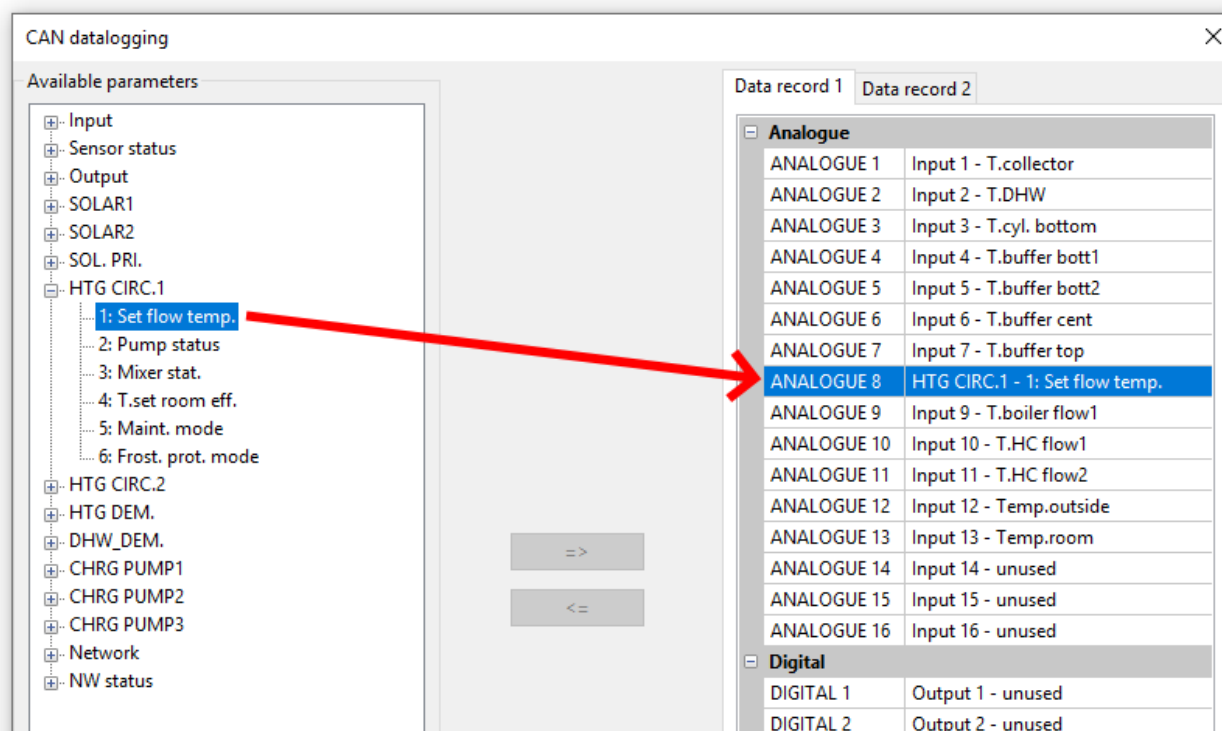 CAN datalogging
Available parameters
Input
Sensor status
Output
SOLAR1
SOLAR2
SOL. PRI.
HTG CIRC.1
1: Set flow temp.
2: Pump status
3: Mixer stat.
4: T.set room eff.
5: Maint. mode
6: Frost. prot. mode
HTG CIRC.2
HTG DEM.
DHW_DEM.
CHRG PUMP1
CHRG PUMP2
CHRG PUMP3
Network
NW status
=>
<=
Data record 1 Data record 2
Analogue
ANALOGUE 1 Input 1 - T.collector
ANALOGUE 2 Input 2 - T.DHW
ANALOGUE 3 Input 3 - T.cyl. bottom
ANALOGUE 4 Input 4 - T.buffer bott1
ANALOGUE 5 Input 5 - T.buffer bott2
ANALOGUE 6 Input 6 - T.buffer cent
ANALOGUE 7 Input 7 - T.buffer top
ANALOGUE 8 HTG CIRC.1 - 1: Set flow temp.
ANALOGUE 9 Input 9 - T.boiler flow1
ANALOGUE 10 Input 10 - T.HC flow1
ANALOGUE 11 Input 11 - T.HC flow2
ANALOGUE 12 Input 12 - Temp.outside
ANALOGUE 13 Input 13 - Temp.room
ANALOGUE 14 Input 14 - unused
ANALOGUE 15 Input 15 - unused
ANALOGUE 16 Input 16 - unused
Digital
DIGITAL 1 Output 1 - unused
DIGITAL 2 Output 2 - unused